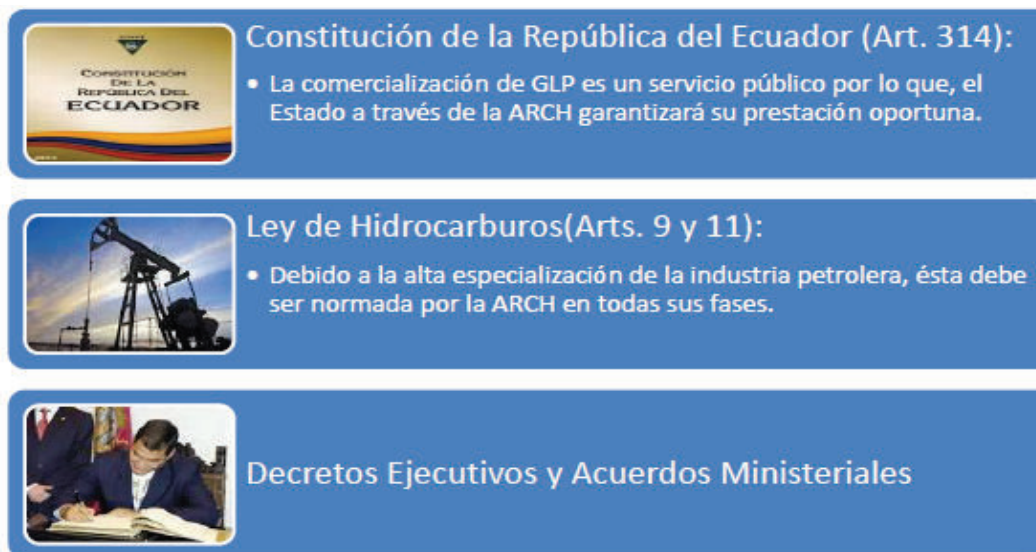 CONSTITUCIÓN
DE LA
REPÚBLICA DEL
ECUADOR
Constitución de la República del Ecuador (Art. 314):
• La comercialización de GLP es un servicio público por lo que, el
Estado a través de la ARCH garantizará su prestación oportuna.
Ley de Hidrocarburos(Arts. 9 y 11):
• Debido a la alta especialización de la industria petrolera, ésta debe
ser normada por la ARCH en todas sus fases.
Decretos Ejecutivos y Acuerdos Ministeriales